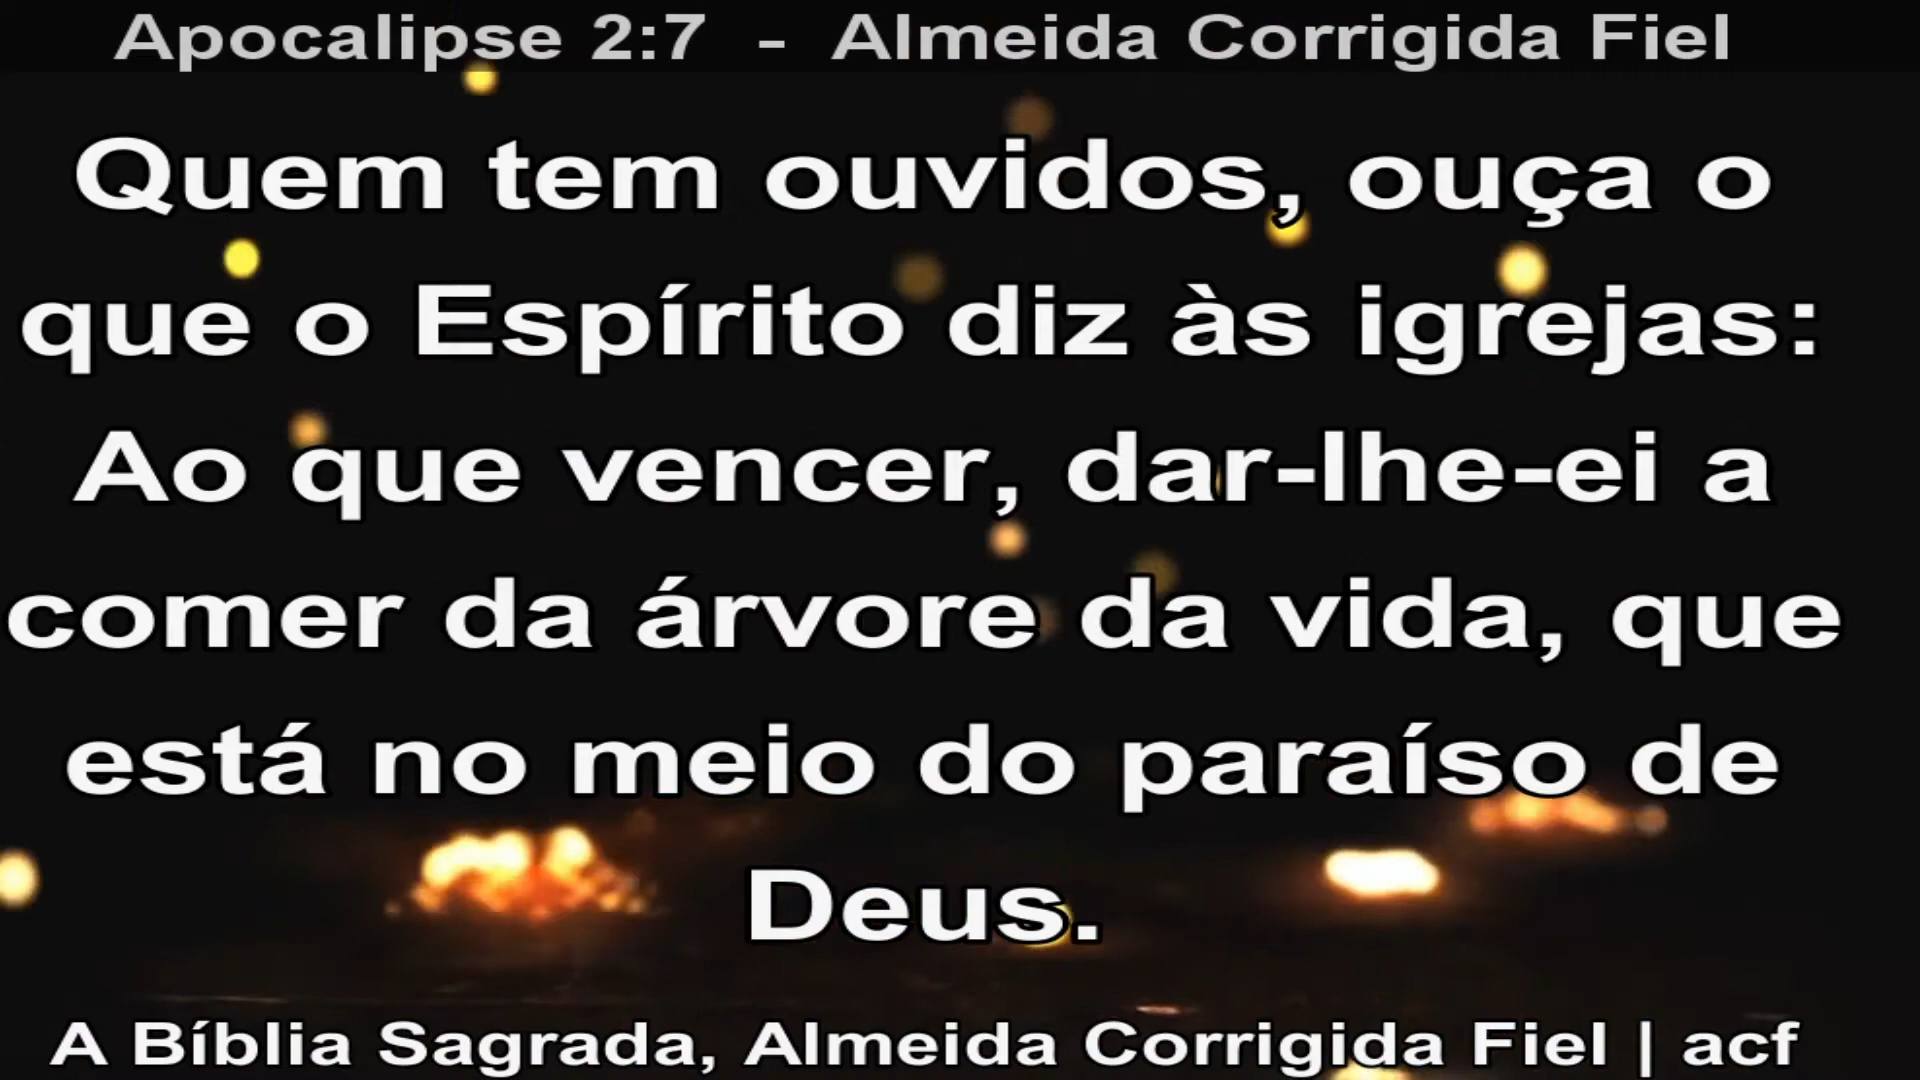 Apocalipse 2:7 - Almeida Corrigida Fiel
Quem tem ouvidos, ouça o
que o Espírito diz às igrejas:
Ao que vencer, dar-lhe-ei a
comer da árvore da vida, que
está no meio do paraíso de
Deus.
A Bíblia Sagrada, Almeida Corrigida Fiel | acf